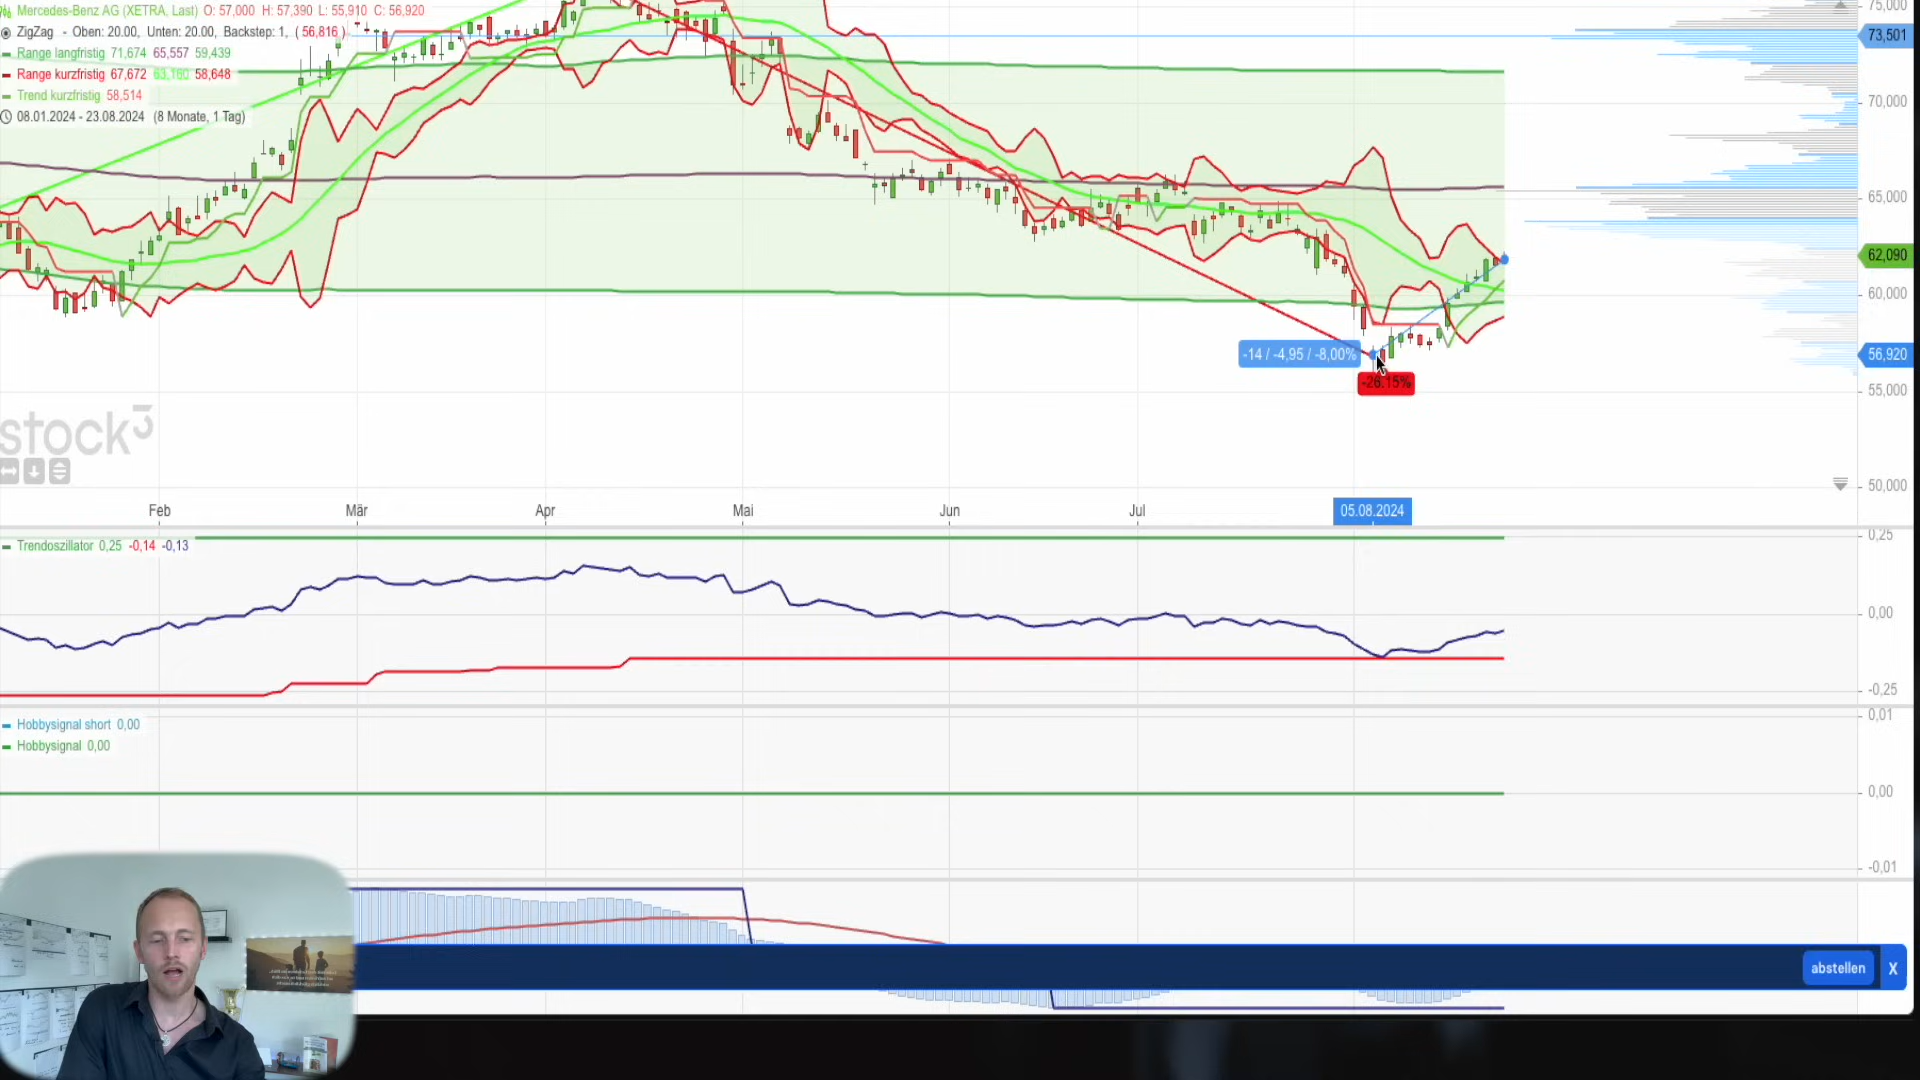 Mercedes-Benz AG (XETRA, Last) O: 57,000 H: 57,390 L: 55,910 C: 56,920
ZigZag - Oben: 20.00, Unten: 20.00, Backstep: 1, ( 56,816 )
Range langfristig 71,674 65,557 59,439
Range kurzfristig 67,672 63,160 58,648
Trend kurzfristig 58,514
08.01.2024 - 23.08.2024 (8 Monate, 1 Tag)
75,000
73,501
70,000
65,000
62,090
60,000
56,920
55,000
50,000
-14 / -4,95 / -8,00%
-26.15%
stock3
Feb Mär Apr Mai Jun Jul 05.08.2024
Trendoszillator 0,25 -0,14 -0,13
0,25
0,00
-0,25
Hobbysignal short 0,00
Hobbysignal 0,00
0,01
0,00
-0,01
abstellen X